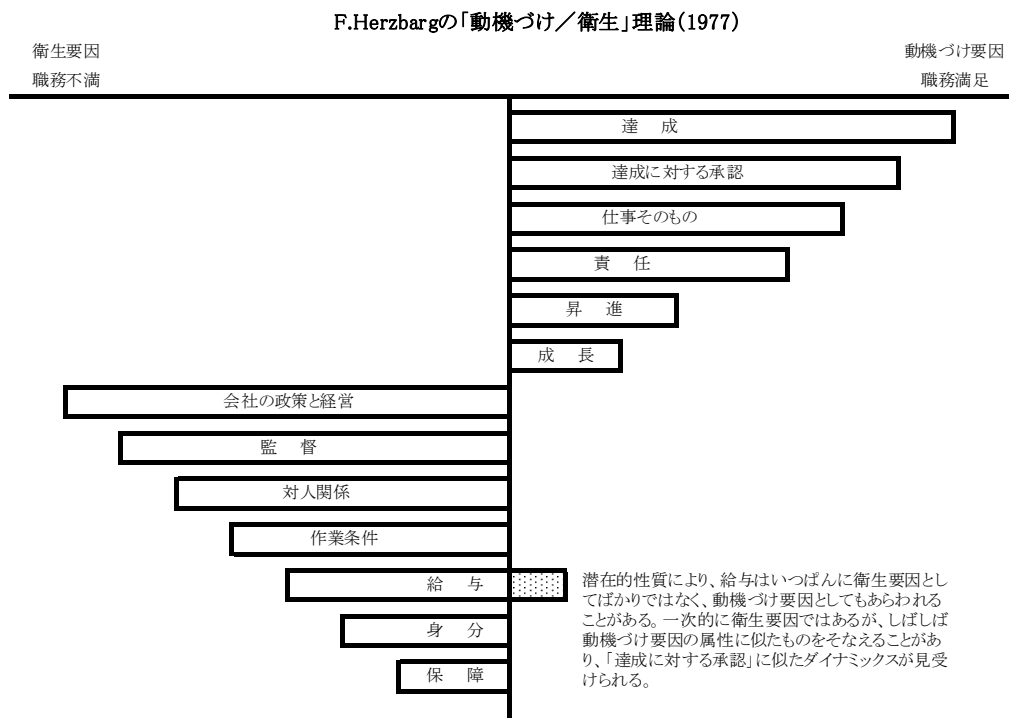 F.Herzbargの「動機づけ／衛生」理論(1977)
衛生要因
動機づけ要因
職務不満
職務満足
達 成
達成に対する承認
仕事そのもの
責 任
昇 進
成 長
会社の政策と経営
監 督
対人関係
作業条件
給 与
身 分
保 障
潜在的性質により、給与はいつぱんに衛生要因とし
てばかりではなく、動機づけ要因としてもあらわれる
ことがある。一次的に衛生要因ではあるが、しばしば
動機づけ要因の属性に似たものをそなえることがあ
り、「達成に対する承認」に似たダイナミックスが見受
けられる。